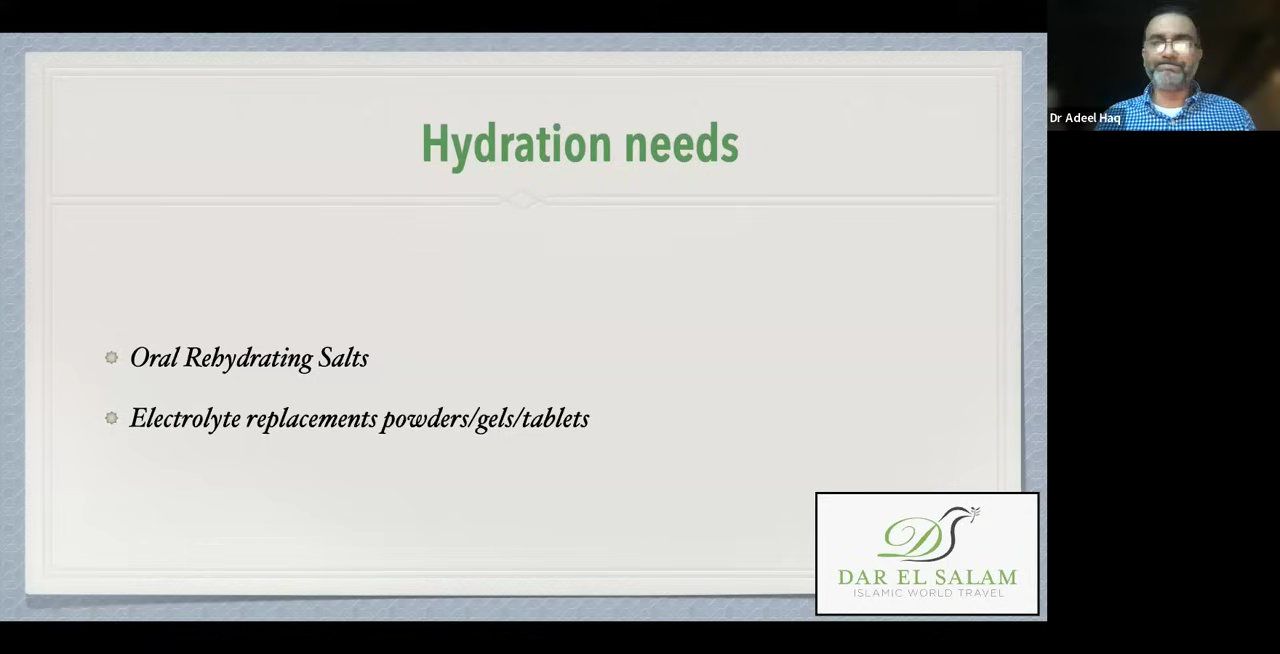 Hydration needs
Oral Rehydrating Salts
Electrolyte replacements powders/gels/tablets
DS
DAR EL SALAM
ISLAMIC WORLD TRAVEL
Dr Adeel Haq